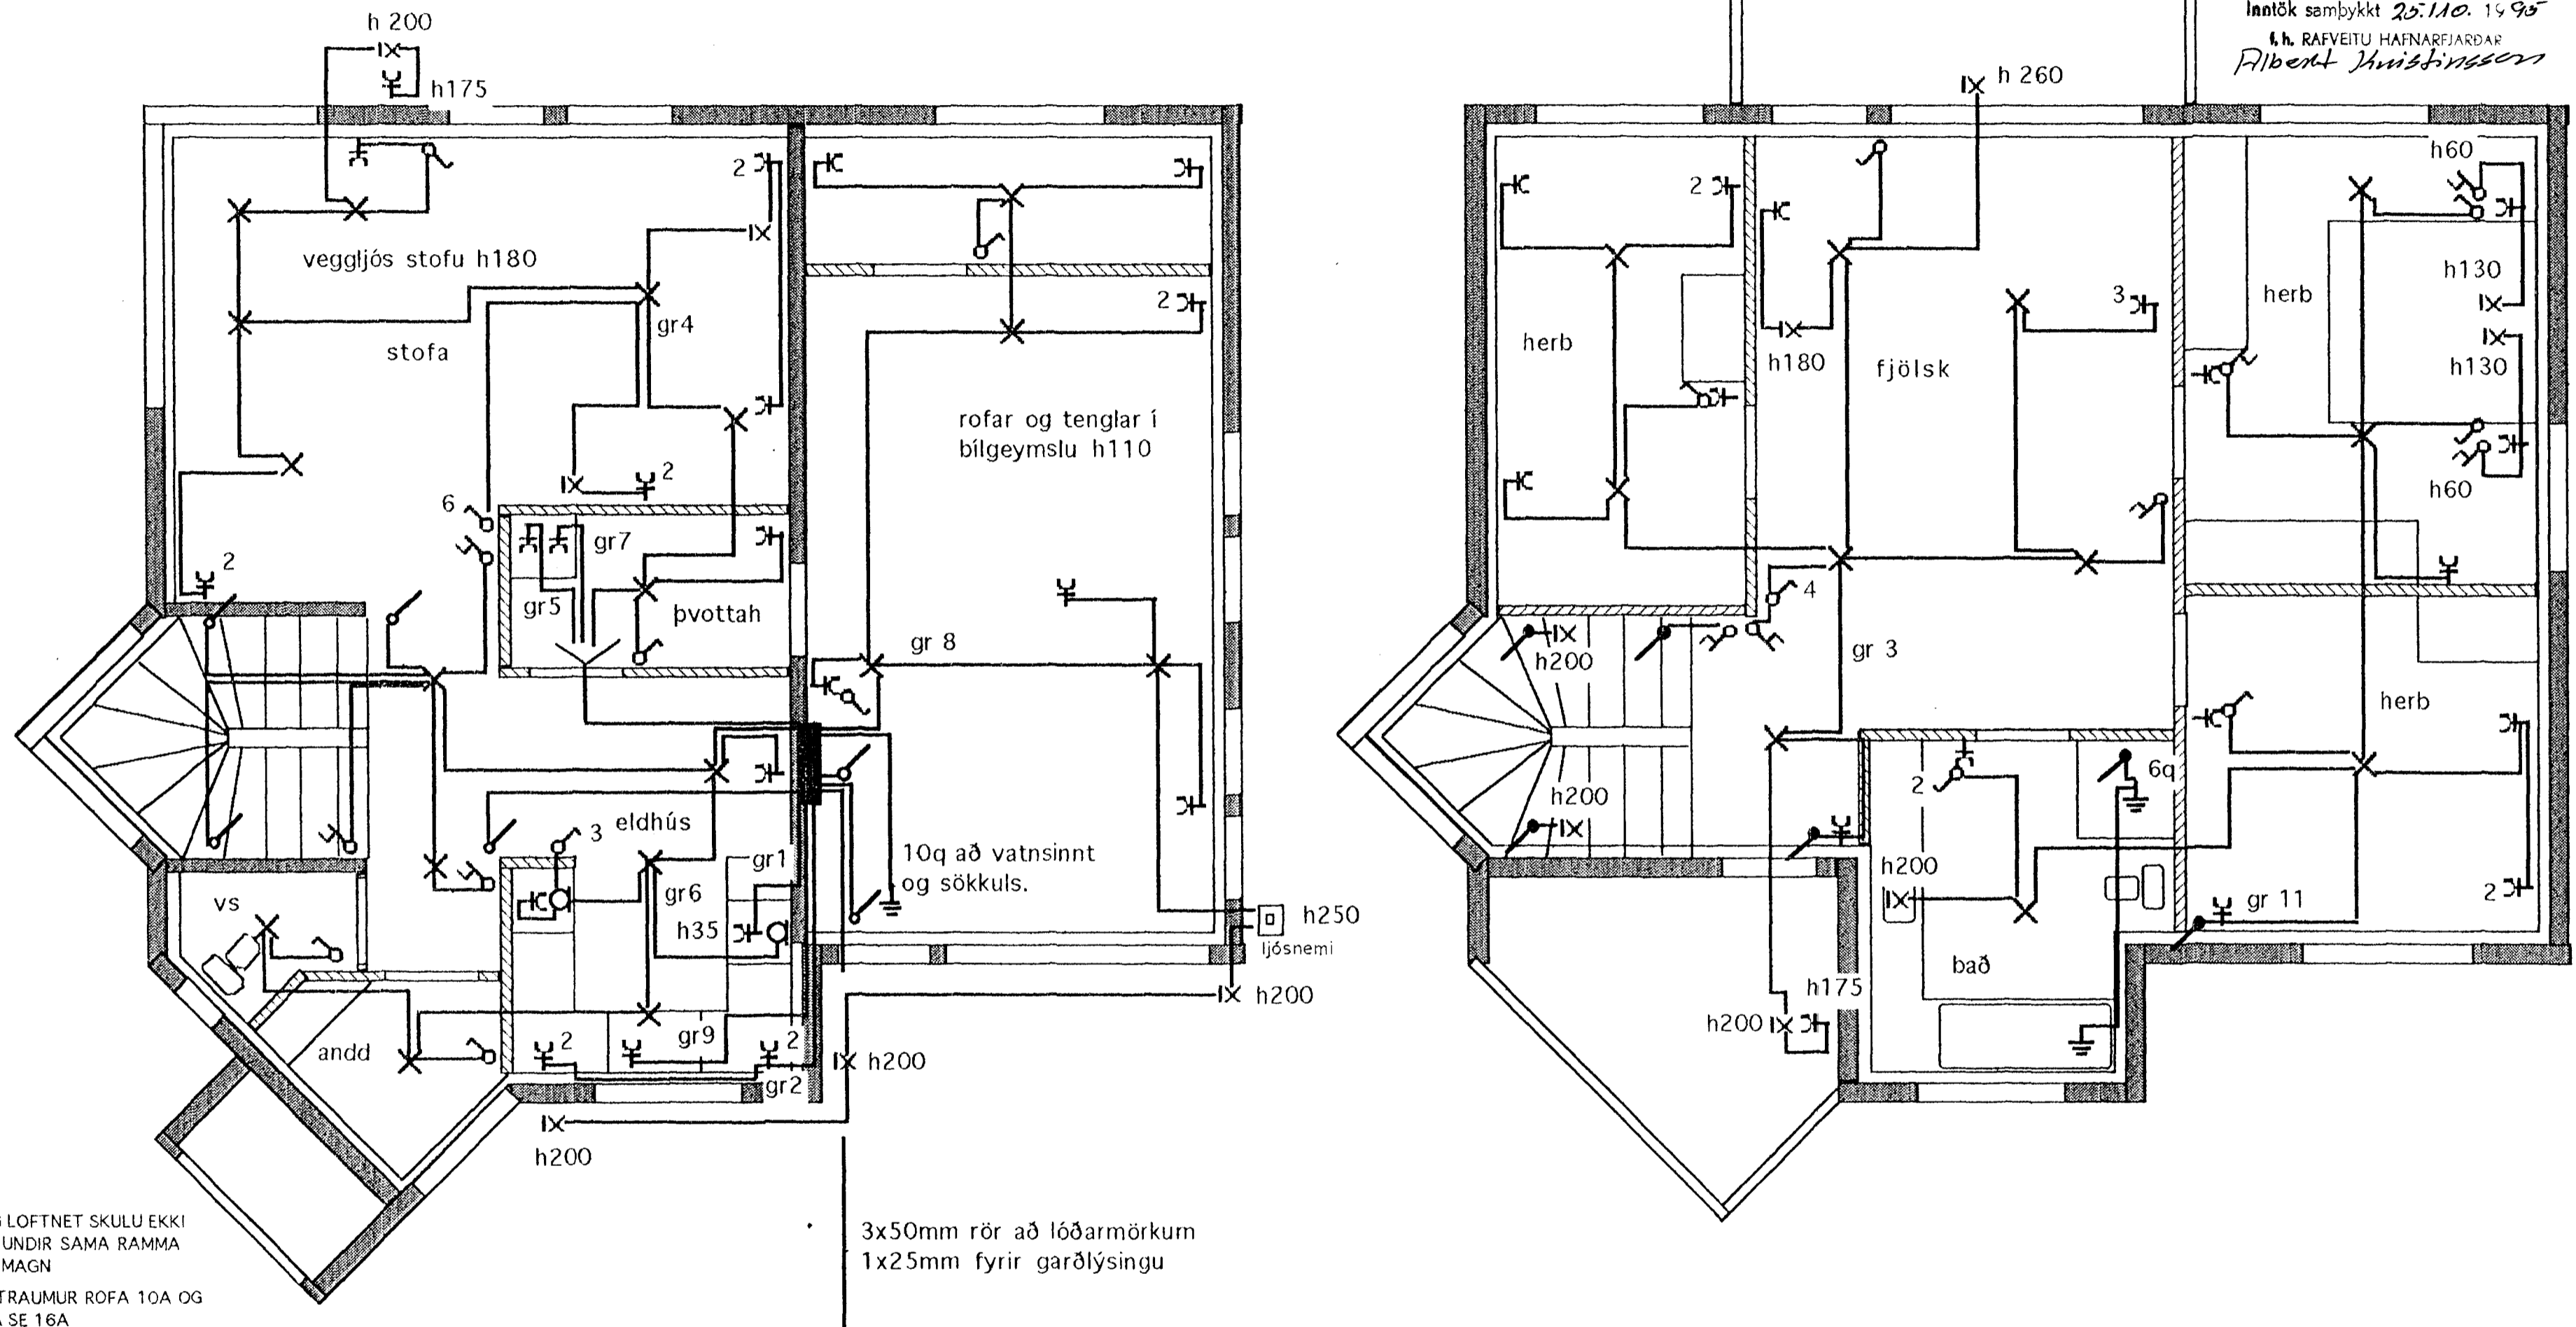 h 200
h175
2
veggljós stofu h180
gr4
stofa
2
6
gr7
gr5
þvottah
2
2
rofar og tenglar í
bílgeymslu h110
gr 8
eldhús
3
gr1
gr6
h35
vs
andd
2
gr9
2
gr2
10q að vatnsinnt
og sökkuls.
h250
ljósnemi
h200
h200
h200
3x50mm rör að lóðarmörkum
1x25mm fyrir garðlýsingu
LOFTNET SKULU EKKI
UNDIR SAMA RAMMA
MAGN
TRAUMUR ROFA 10A OG
SE 16A
Inntök samþykkt 25.10. 1995
f.h. RAFVEITU HAFNARFJARÐAR
Albert Kristinsson
h 260
2
herb
h180
fjölsk
3
h60
h130
herb
h130
h60
4
h200
gr 3
h200
herb
2
6q
h200
gr 11
2
bað
h175
h200